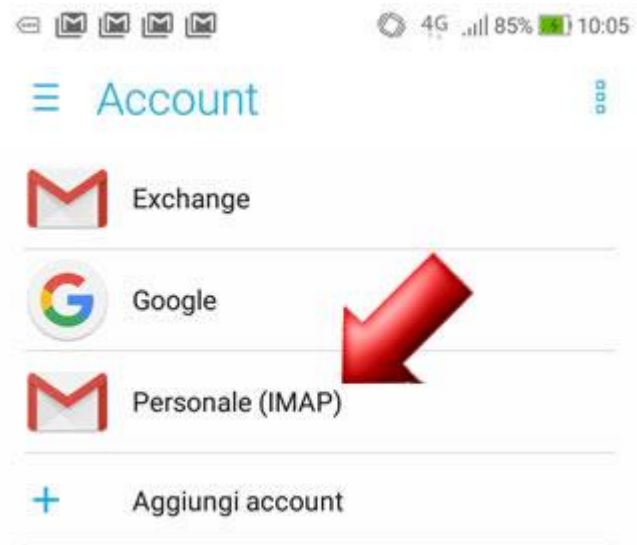 4G 85% 10:05
Account
Exchange
Google
Personale (IMAP)
Aggiungi account